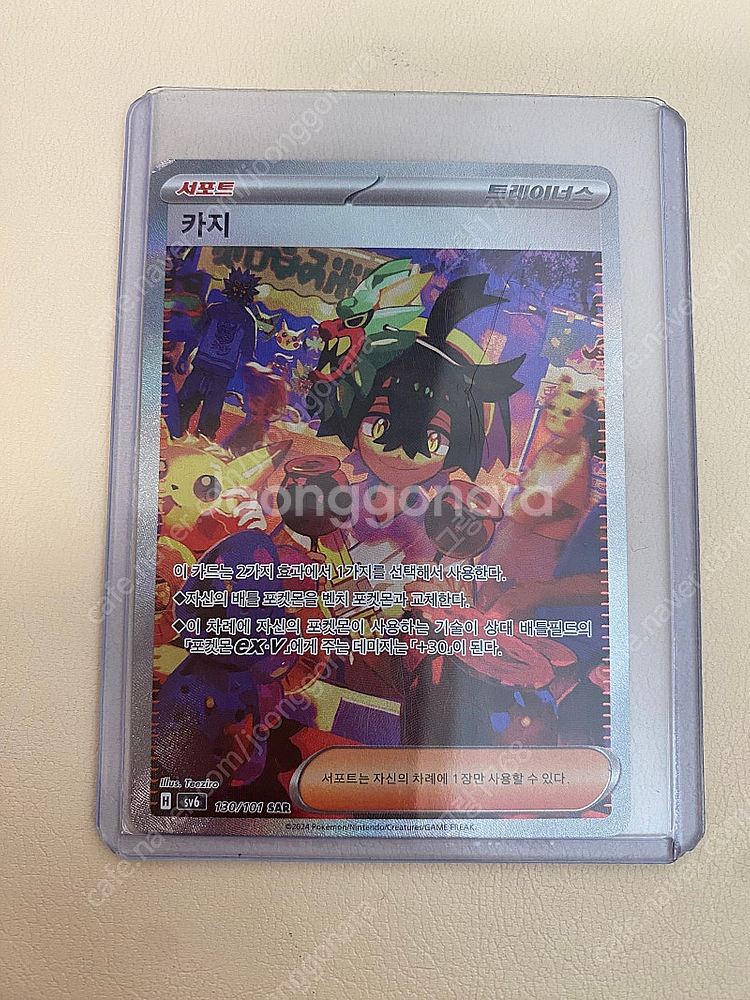 서포트
트레이너스
카지
joonggonara
이 카드는 2가지 효과에서 1가지를 선택해서 사용한다.
◆자신의 배틀 포켓몬을 벤치 포켓몬과 교체한다.
◆이 차례에 자신의 포켓몬이 사용하는 기술이 상대 배틀필드의
「포켓몬 ex・V」에게 주는 데미지는 「+30」이 된다.
서포트는 자신의 차례에 1장만 사용할 수 있다.
Illus. Teeziro
H sv6 130/101 SAR
©2024 Pokémon/Nintendo/Creatures/GAME FREAK.
cafe.naver.com/joonggonara